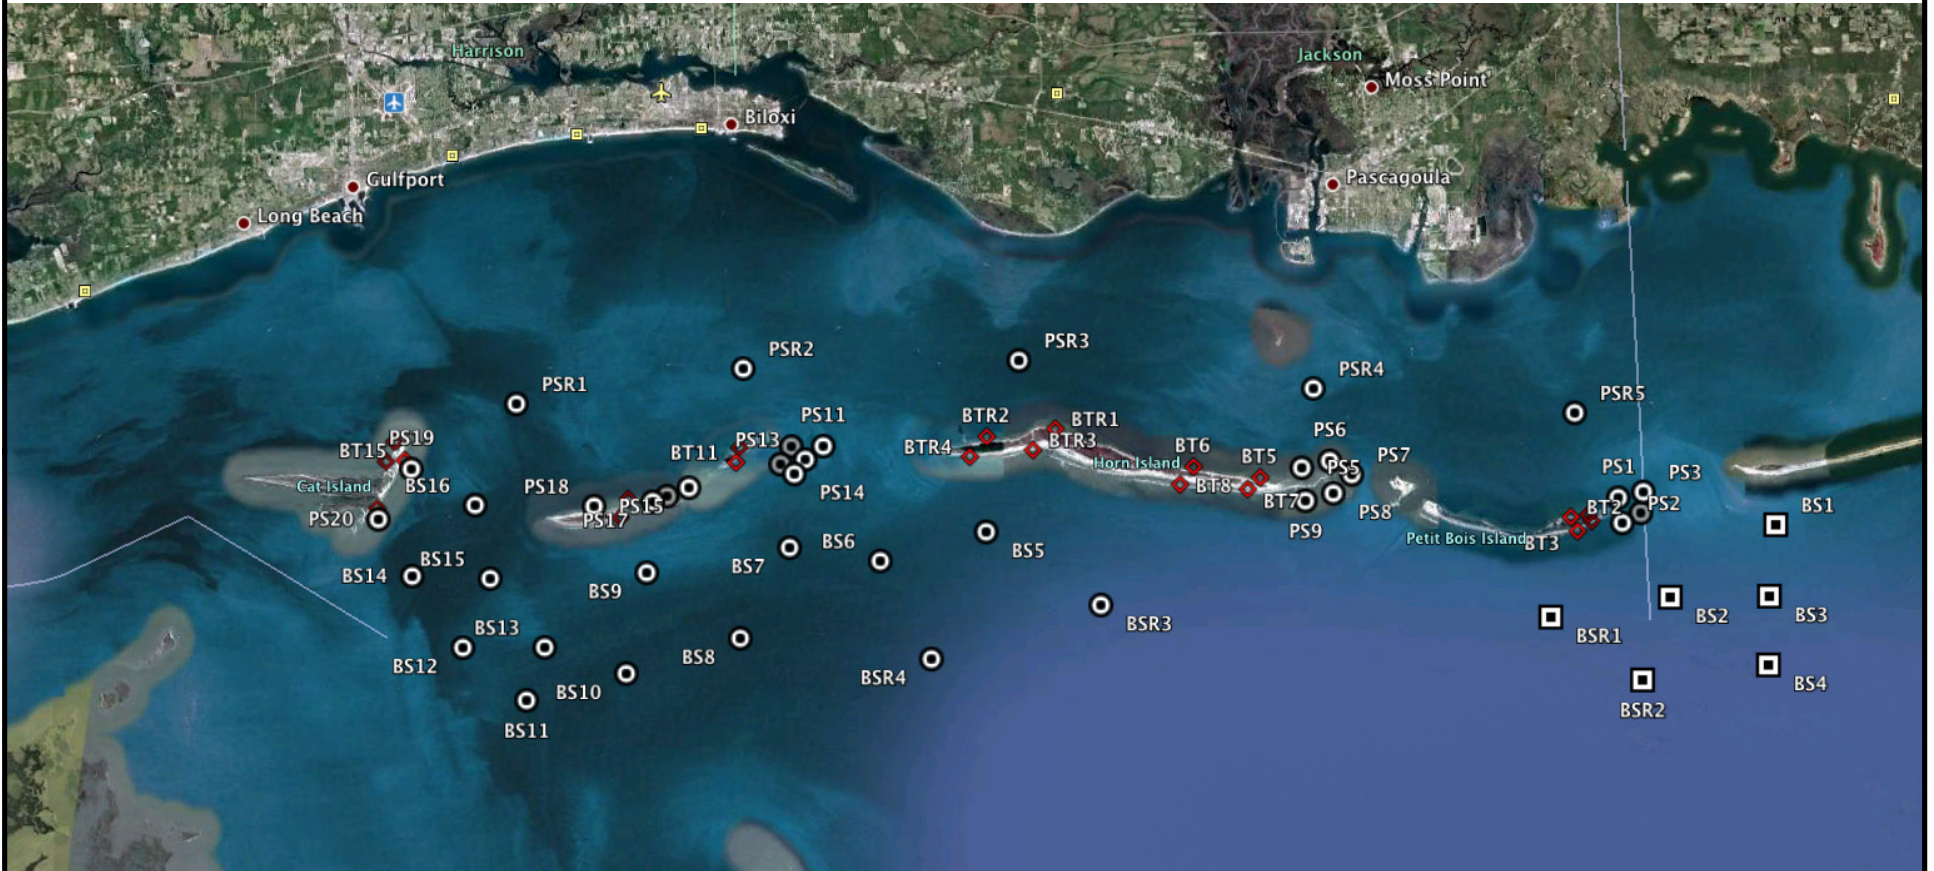 Harrison
Jackson
Moss Point
Biloxi
Gulfport
Pascagoula
Long Beach
PSR3
PSR2
PSR4
PSR1
PSR5
PS11
BTR2
BTR1
PS6
PS19
PS13
BTR3
BTR4
BT15
BT11
BT6
BT5
PS7
Horn Island
PS5
PS1
PS3
Cat Island
BS16
PS18
PS14
BT8
BT7
PS15
PS17
PS20
PS8
PS9
BT2
PS2
BS1
Petit Bois Island
BT3
BS6
BS5
BS15
BS7
BS14
BS9
BS2
BS3
BSR3
BS13
BSR1
BS12
BS8
BSR4
BS4
BS10
BSR2
BS11